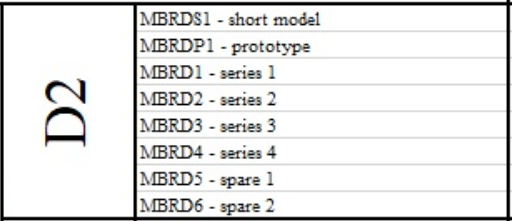 D2
MBRDS1 - short model
MBRDP1 - prototype
MBRD1 - series 1
MBRD2 - series 2
MBRD3 - series 3
MBRD4 - series 4
MBRD5 - spare 1
MBRD6 - spare 2